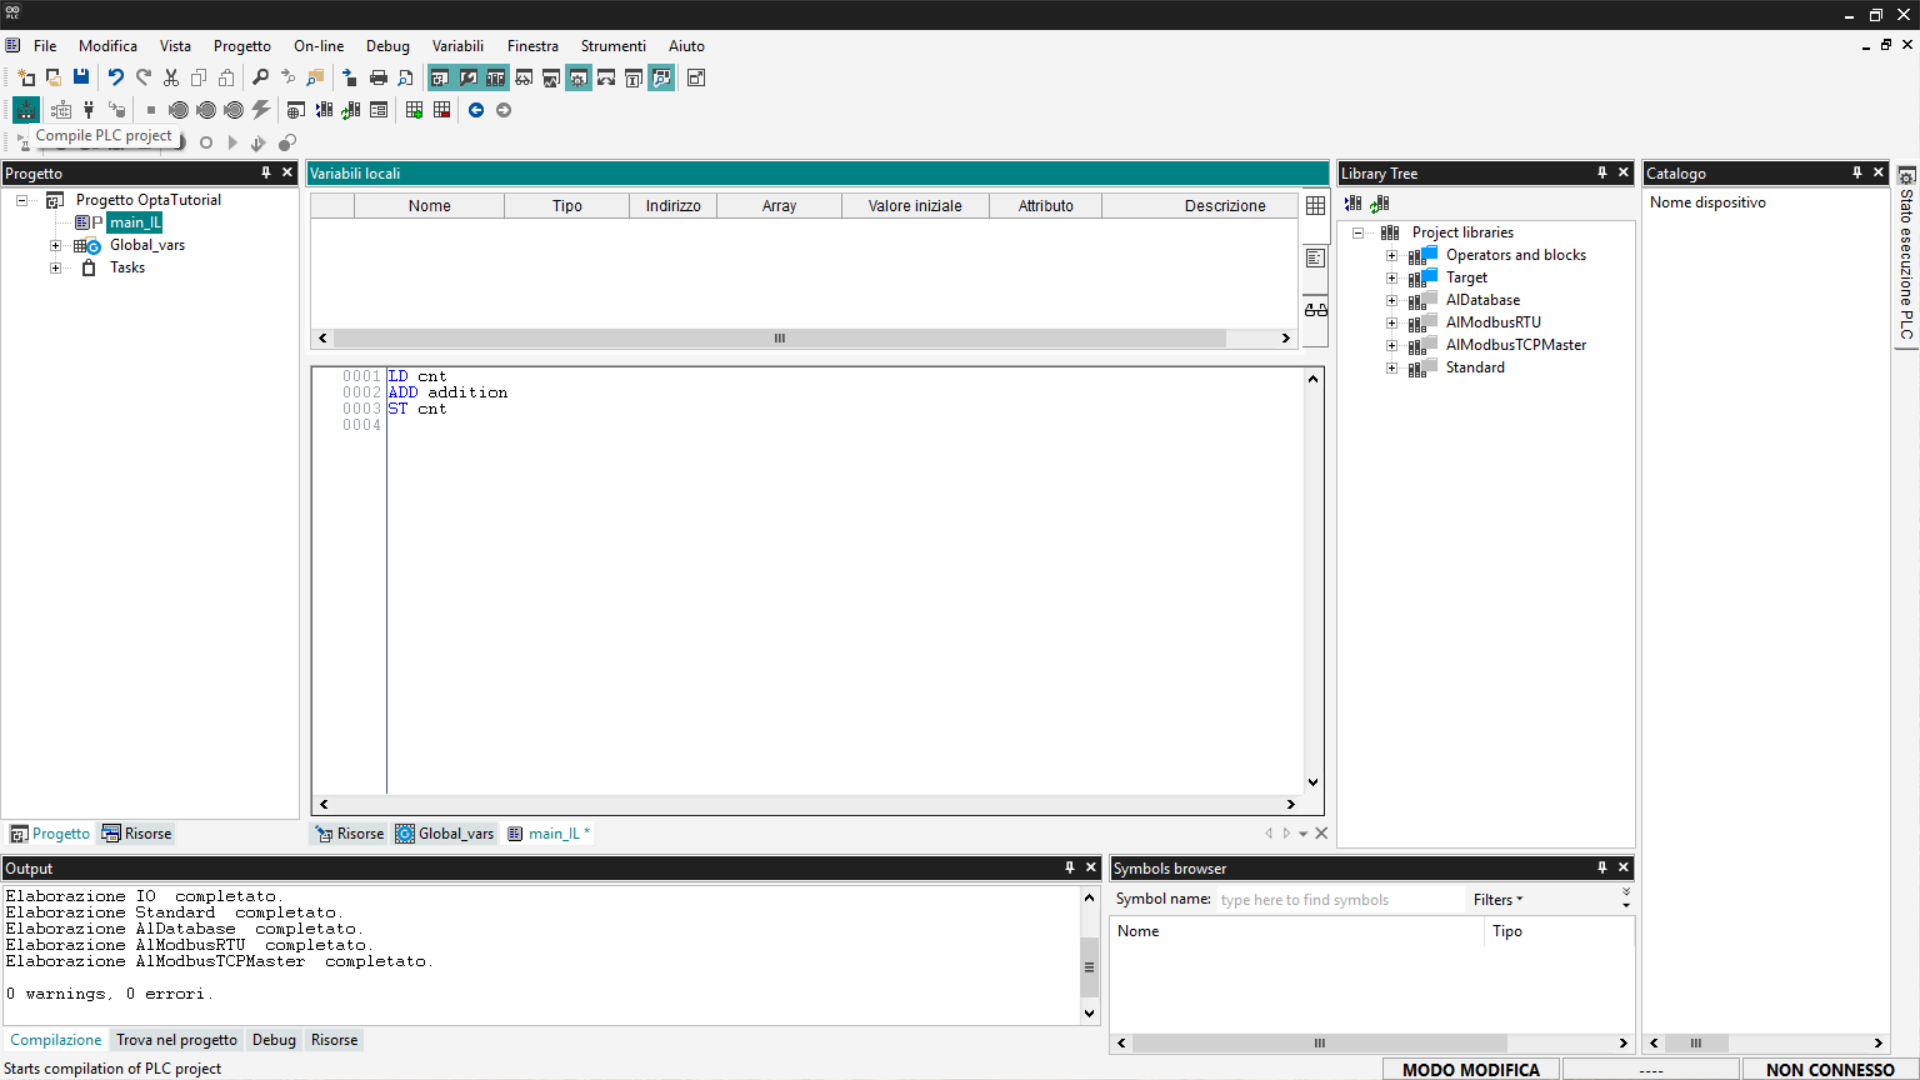 PLC
File Modifica Vista Progetto On-line Debug Variabili Finestra Strumenti Aiuto
Compile PLC project
Progetto
Progetto OptaTutorial
main_IL
Global_vars
Tasks
Progetto Risorse
Variabili locali
Nome Tipo Indirizzo Array Valore iniziale Attributo Descrizione
0001 LD cnt
0002 ADD addition
0003 ST cnt
0004
Risorse Global_vars main_IL *
Library Tree
Project libraries
Operators and blocks
Target
AlDatabase
AlModbusRTU
AlModbusTCPMaster
Standard
Catalogo
Nome dispositivo
Stato esecuzione PLC
Output
Elaborazione IO completato.
Elaborazione Standard completato.
Elaborazione AlDatabase completato.
Elaborazione AlModbusRTU completato.
Elaborazione AlModbusTCPMaster completato.
0 warnings, 0 errori.
Compilazione Trova nel progetto Debug Risorse
Symbols browser
Symbol name: type here to find symbols Filters
Nome Tipo
Starts compilation of PLC project
MODO MODIFICA ---- NON CONNESSO